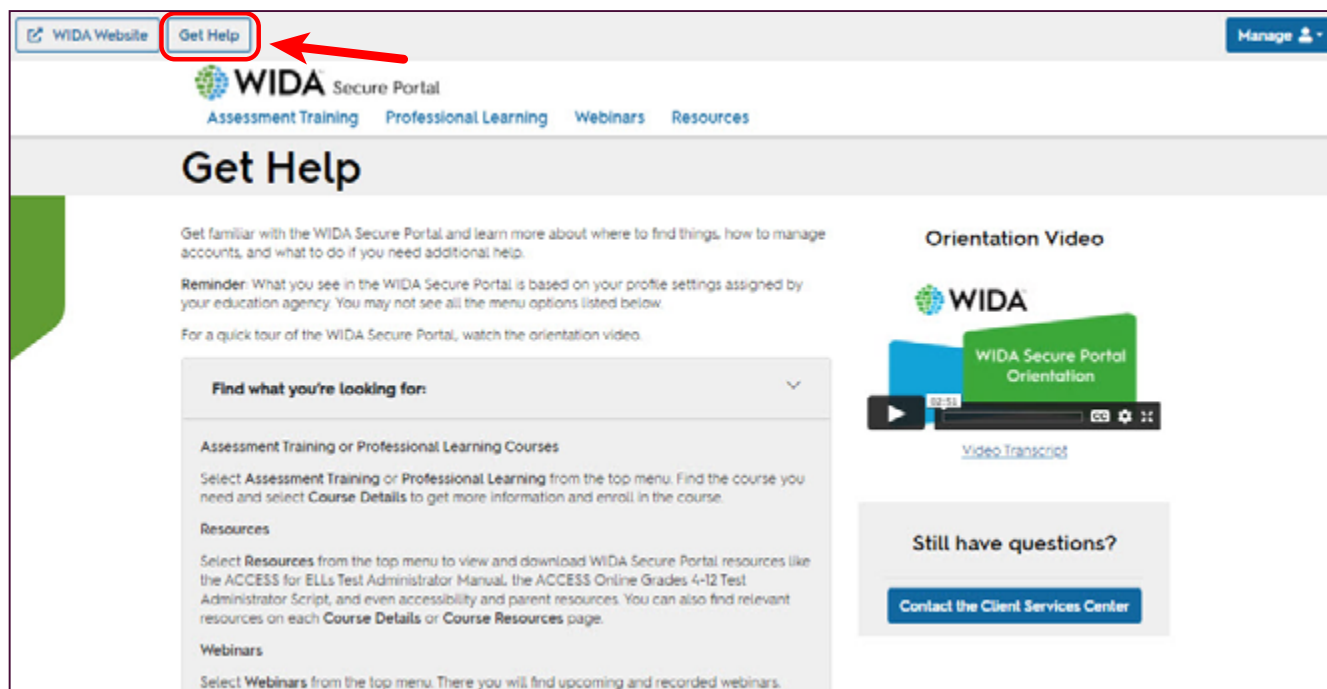 WIDA Website
Get Help
Manage
WIDA Secure Portal
Assessment Training Professional Learning Webinars Resources
Get Help
Get familiar with the WIDA Secure Portal and learn more about where to find things, how to manage
accounts, and what to do if you need additional help.
Reminder: What you see in the WIDA Secure Portal is based on your profile settings assigned by
your education agency. You may not see all the menu options listed below.
For a quick tour of the WIDA Secure Portal, watch the orientation video.
Find what you're looking for:
Assessment Training or Professional Learning Courses
Select Assessment Training or Professional Learning from the top menu. Find the course you
need and select Course Details to get more information and enroll in the course.
Resources
Select Resources from the top menu to view and download WIDA Secure Portal resources like
the ACCESS for ELLs Test Administrator Manual, the ACCESS Online Grades 4-12 Test
Administrator Script, and even accessibility and parent resources. You can also find relevant
resources on each Course Details or Course Resources page.
Webinars
Select Webinars from the top menu. There you will find upcoming and recorded webinars.
Orientation Video
WIDA
WIDA Secure Portal
Orientation
02:51
CC
Video Transcript
Still have questions?
Contact the Client Services Center